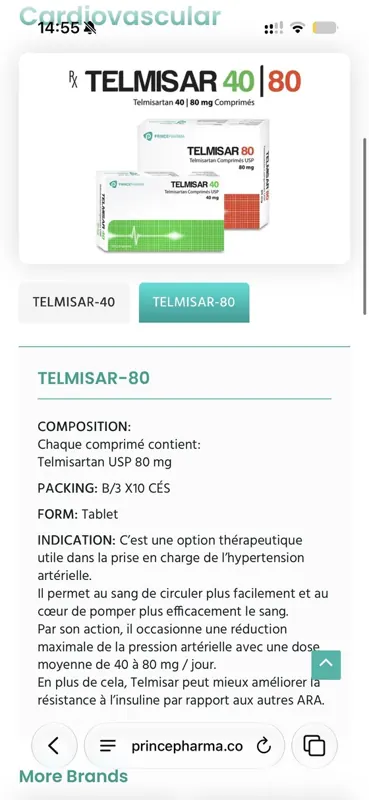 Cardiovascular
14:55
Rx TELMISAR 40|80
Telmisartan 40 | 80 mg Comprimés
PRINCEPHARMA
TELMISAR 80
Telmisartan Comprimés USP
80 mg
PRINCEPHARMA
TELMISAR 40
Telmisartan Comprimés USP
40 mg
TELMISAR-40
TELMISAR-80
TELMISAR-80
COMPOSITION:
Chaque comprimé contient:
Telmisartan USP 80 mg
PACKING: B/3 X10 CÉS
FORM: Tablet
INDICATION: C’est une option thérapeutique
utile dans la prise en charge de l’hypertension
artérielle.
Il permet au sang de circuler plus facilement et au
cœur de pomper plus efficacement le sang.
Par son action, il occasionne une réduction
maximale de la pression artérielle avec une dose
moyenne de 40 à 80 mg / jour.
En plus de cela, Telmisar peut mieux améliorer la
résistance à l’insuline par rapport aux autres ARA.
princepharma.co
More Brands